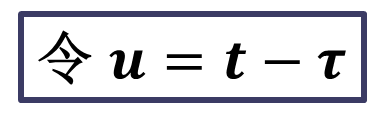 令 u = t − τ